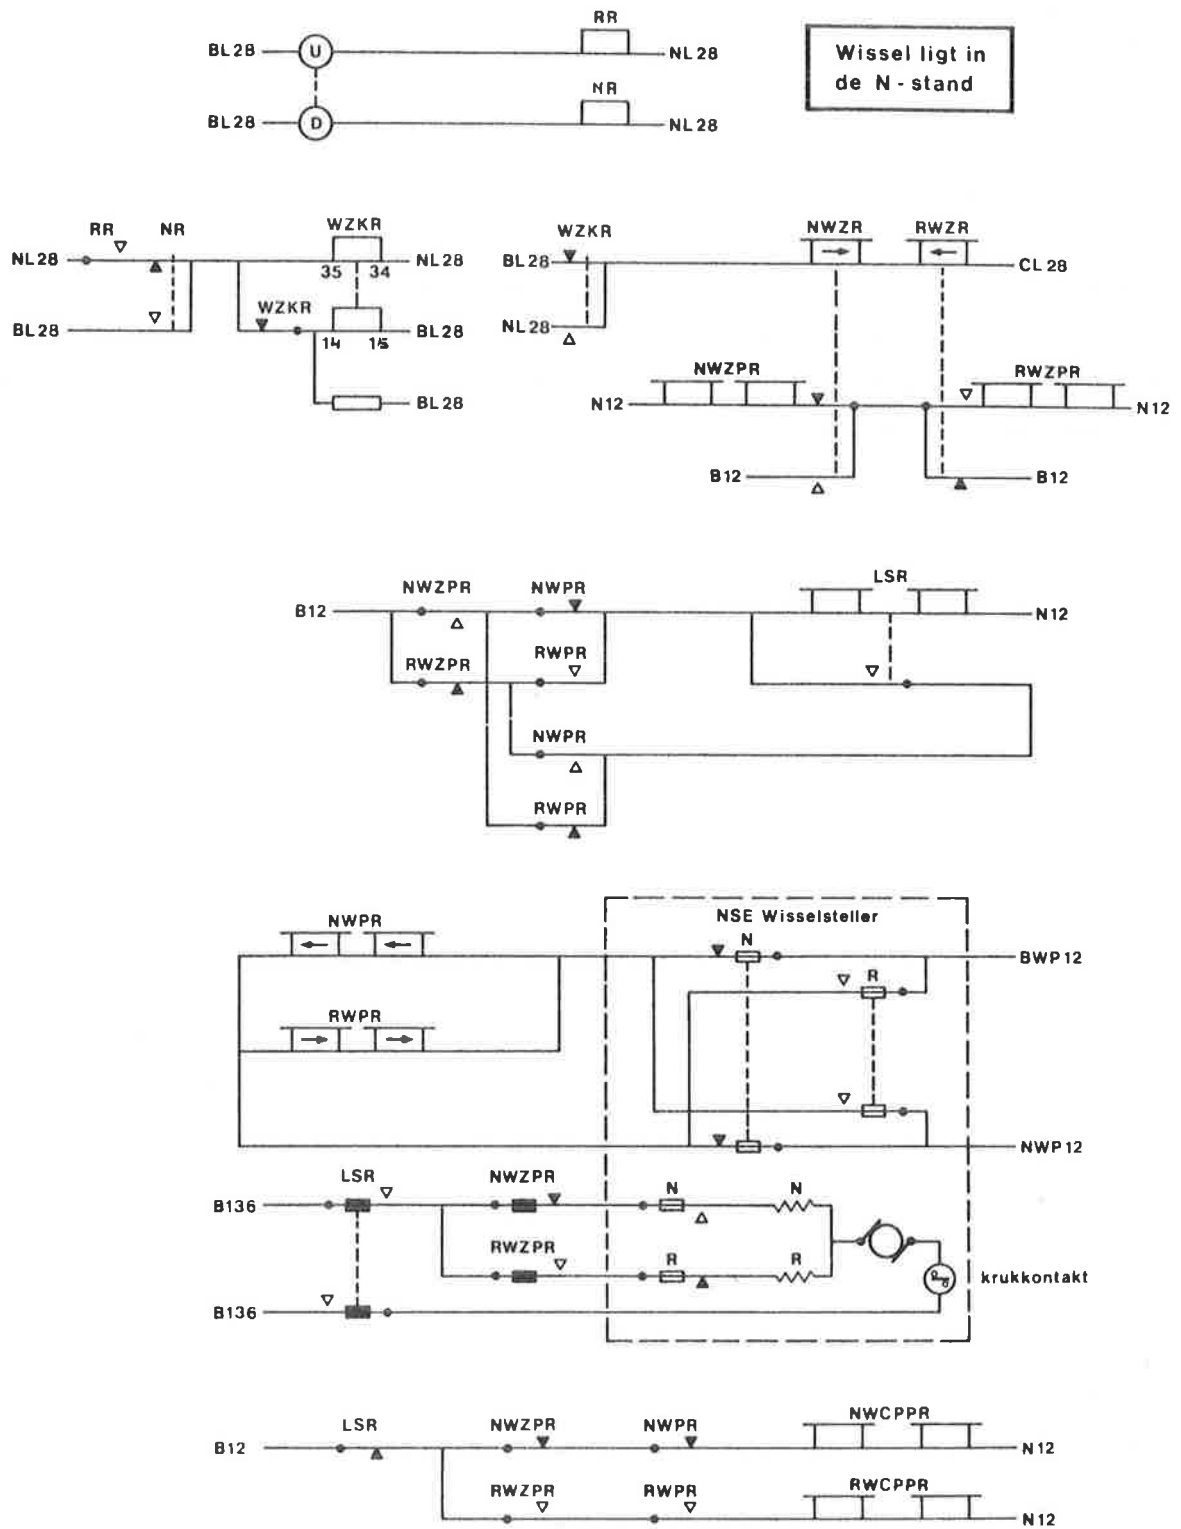 RR
BL28 U NL28
Wissel ligt in
de N - stand
NR
BL28 D NL28
RR NR WZKR
NL28 35 34 NL28
WZKR
BL28 14 15 BL28
BL28
WZKR NWZR RWZR
BL28 CL28
NL28
NWZPR RWZPR
N12 N12
B12 B12
NWZPR NWPR LSR
B12 N12
RWZPR RWPR
NWPR
RWPR
NSE Wisselsteller
NWPR N
BWP12
R
RWPR
NWP12
LSR NWZPR N N
B136
RWZPR R R
krukkontakt
B136
LSR NWZPR NWPR NWCPPR
B12 N12
RWZPR RWPR RWCPPR
N12